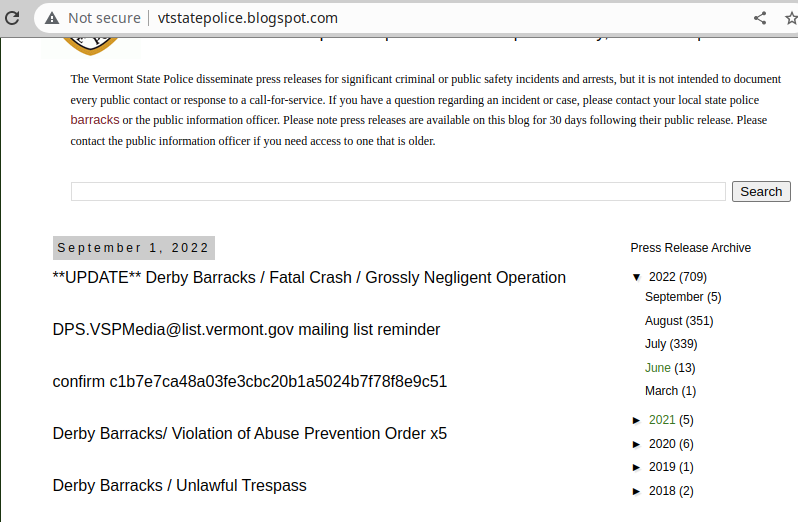 Not secure | vtstatepolice.blogspot.com
The Vermont State Police disseminate press releases for significant criminal or public safety incidents and arrests, but it is not intended to document
every public contact or response to a call-for-service. If you have a question regarding an incident or case, please contact your local state police
barracks or the public information officer. Please note press releases are available on this blog for 30 days following their public release. Please
contact the public information officer if you need access to one that is older.
Search
September 1, 2022
**UPDATE** Derby Barracks / Fatal Crash / Grossly Negligent Operation
DPS.VSPMedia@list.vermont.gov mailing list reminder
confirm c1b7e7ca48a03fe3cbc20b1a5024b7f78f8e9c51
Derby Barracks/ Violation of Abuse Prevention Order x5
Derby Barracks / Unlawful Trespass
Press Release Archive
▼ 2022 (709)
September (5)
August (351)
July (339)
June (13)
March (1)
► 2021 (5)
► 2020 (6)
► 2019 (1)
► 2018 (2)